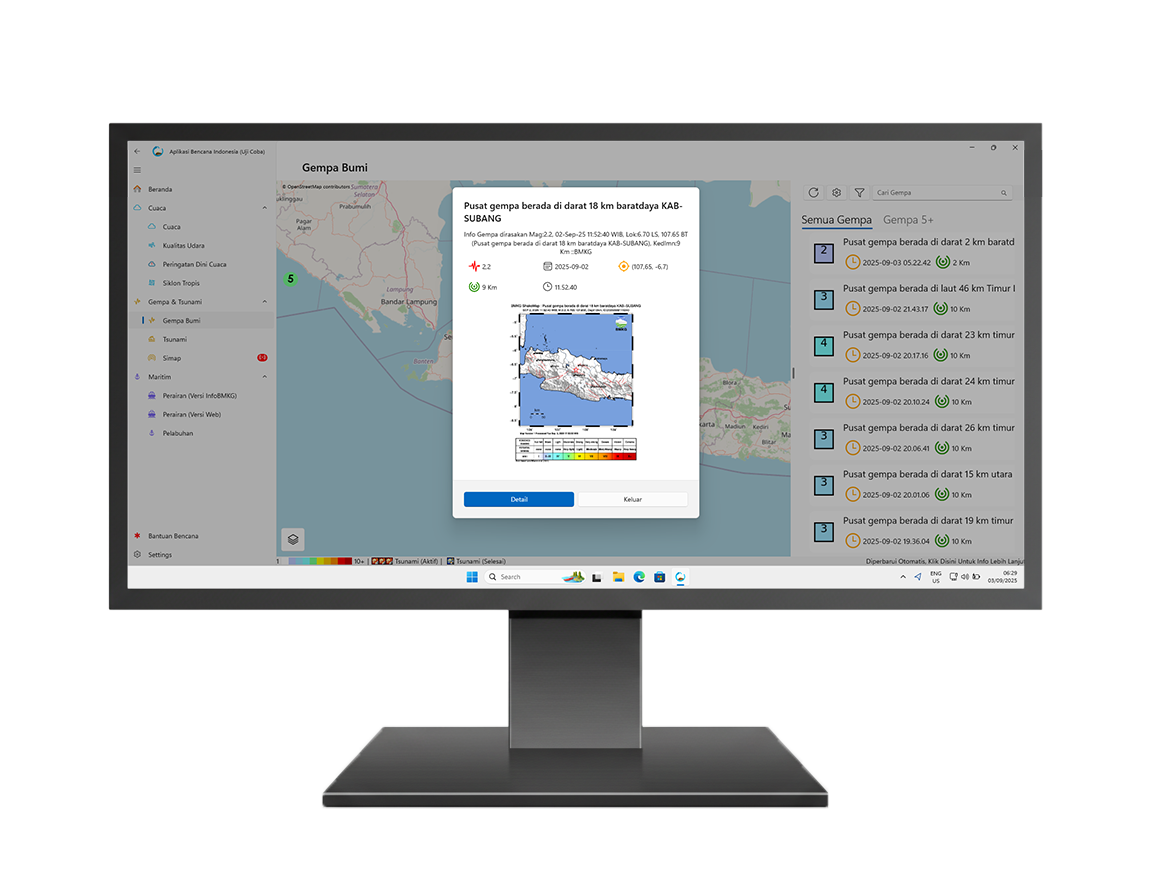 Aplikasi Bencana Indonesia (Uji Coba)
Beranda
Cuaca
Cuaca
Kualitas Udara
Peringatan Dini Cuaca
Siklon Tropis
Gempa & Tsunami
Gempa Bumi
Tsunami
Simap
Maritim
Perairan (Versi InfoBMKG)
Perairan (Versi Web)
Pelabuhan
Bantuan Bencana
Settings
Gempa Bumi
© OpenStreetMap contributors
Sumatera
Selatan
Prabumulih
Pagar
Alam
Lampung
Bandar Lampung
Banten
5
Blora
Madiun
Kediri
Blitar
Pusat gempa berada di darat 18 km baratdaya KAB-
SUBANG
Info Gempa dirasakan Mag:2.2, 02-Sep-25 11:52:40 WIB, Lok:6.70 LS, 107.65 BT
(Pusat gempa berada di darat 18 km baratdaya KAB-SUBANG), Kedlmn:9
Km ::BMKG
2,2
2025-09-02
(107,65, -6,7)
9 Km
11.52.40
Detail
Keluar
Cari Gempa
Semua Gempa
Gempa 5+
2
Pusat gempa berada di darat 2 km baratd
2025-09-03 05.22.42
2 Km
3
Pusat gempa berada di laut 46 km Timur l
2025-09-02 21.43.17
10 Km
4
Pusat gempa berada di darat 23 km timur
2025-09-02 20.17.16
10 Km
4
Pusat gempa berada di darat 24 km timur
2025-09-02 20.10.24
10 Km
3
Pusat gempa berada di darat 26 km timur
2025-09-02 20.06.41
10 Km
3
Pusat gempa berada di darat 15 km utara
2025-09-02 20.01.06
10 Km
3
Pusat gempa berada di darat 19 km timur
2025-09-02 19.36.04
10 Km
1
10+ | Tsunami (Aktif) | Tsunami (Selesai)
Diperbarui Otomatis, Klik Disini Untuk Info Lebih Lanju
Search
ENG
US
06:29
03/09/2025